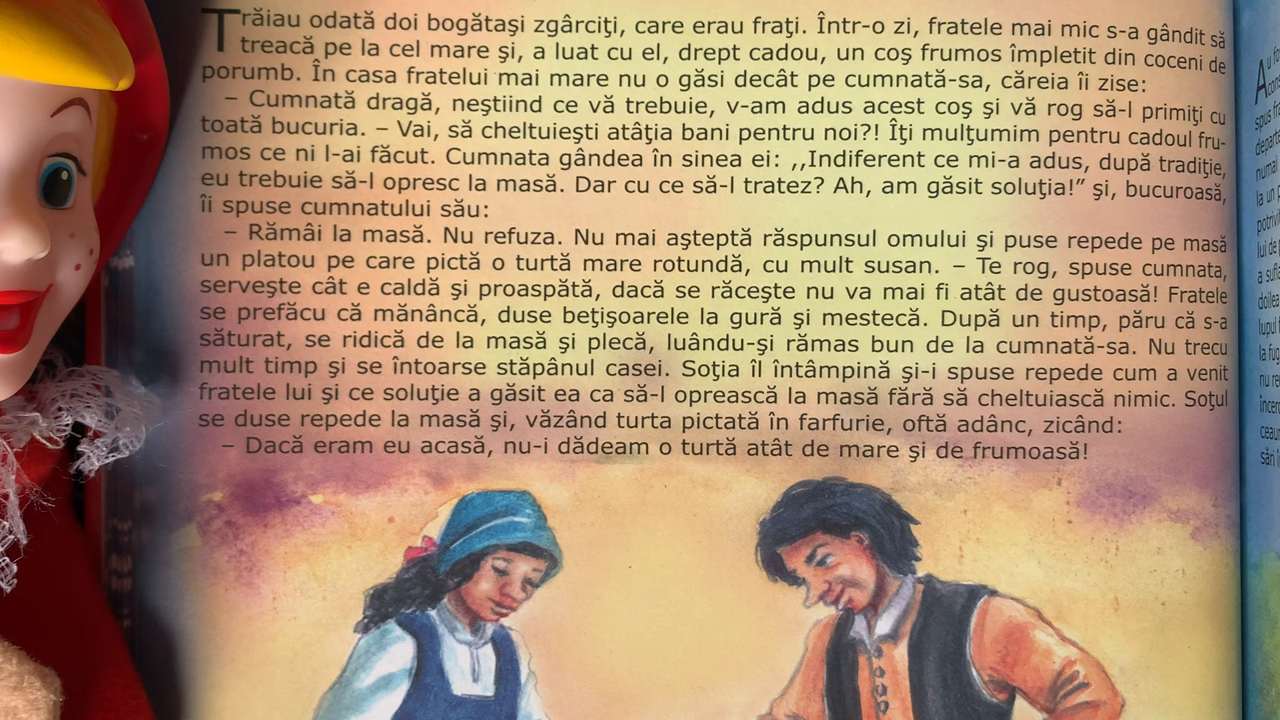 Trăiau odată doi bogătaşi zgârciţi, care erau fraţi. Într-o zi, fratele mai mic s-a gândit să
treacă pe la cel mare şi, a luat cu el, drept cadou, un coş frumos împletit din coceni de
porumb. În casa fratelui mai mare nu o găsi decât pe cumnată-sa, căreia îi zise:
– Cumnată dragă, neştiind ce vă trebuie, v-am adus acest coş şi vă rog să-l primiţi cu
toată bucuria. – Vai, să cheltuieşti atâţia bani pentru noi?! Îţi mulţumim pentru cadoul fru-
mos ce ni l-ai făcut. Cumnata gândea în sinea ei: ,,Indiferent ce mi-a adus, după tradiţie,
eu trebuie să-l opresc la masă. Dar cu ce să-l tratez? Ah, am găsit soluţia!” şi, bucuroasă,
îi spuse cumnatului său:
– Rămâi la masă. Nu refuza. Nu mai aşteptă răspunsul omului şi puse repede pe masă
un platou pe care pictă o turtă mare rotundă, cu mult susan. – Te rog, spuse cumnata,
serveşte cât e caldă şi proaspătă, dacă se răceşte nu va mai fi atât de gustoasă! Fratele
se prefăcu că mănâncă, duse beţişoarele la gură şi mestecă. După un timp, păru că s-a
săturat, se ridică de la masă şi plecă, luându-şi rămas bun de la cumnată-sa. Nu trecu
mult timp şi se întoarse stăpânul casei. Soţia îl întâmpină şi-i spuse repede cum a venit
fratele lui şi ce soluţie a găsit ea ca să-l oprească la masă fără să cheltuiască nimic. Soţul
se duse repede la masă şi, văzând turta pictată în farfurie, oftă adânc, zicând:
– Dacă eram eu acasă, nu-i dădeam o turtă atât de mare şi de frumoasă!